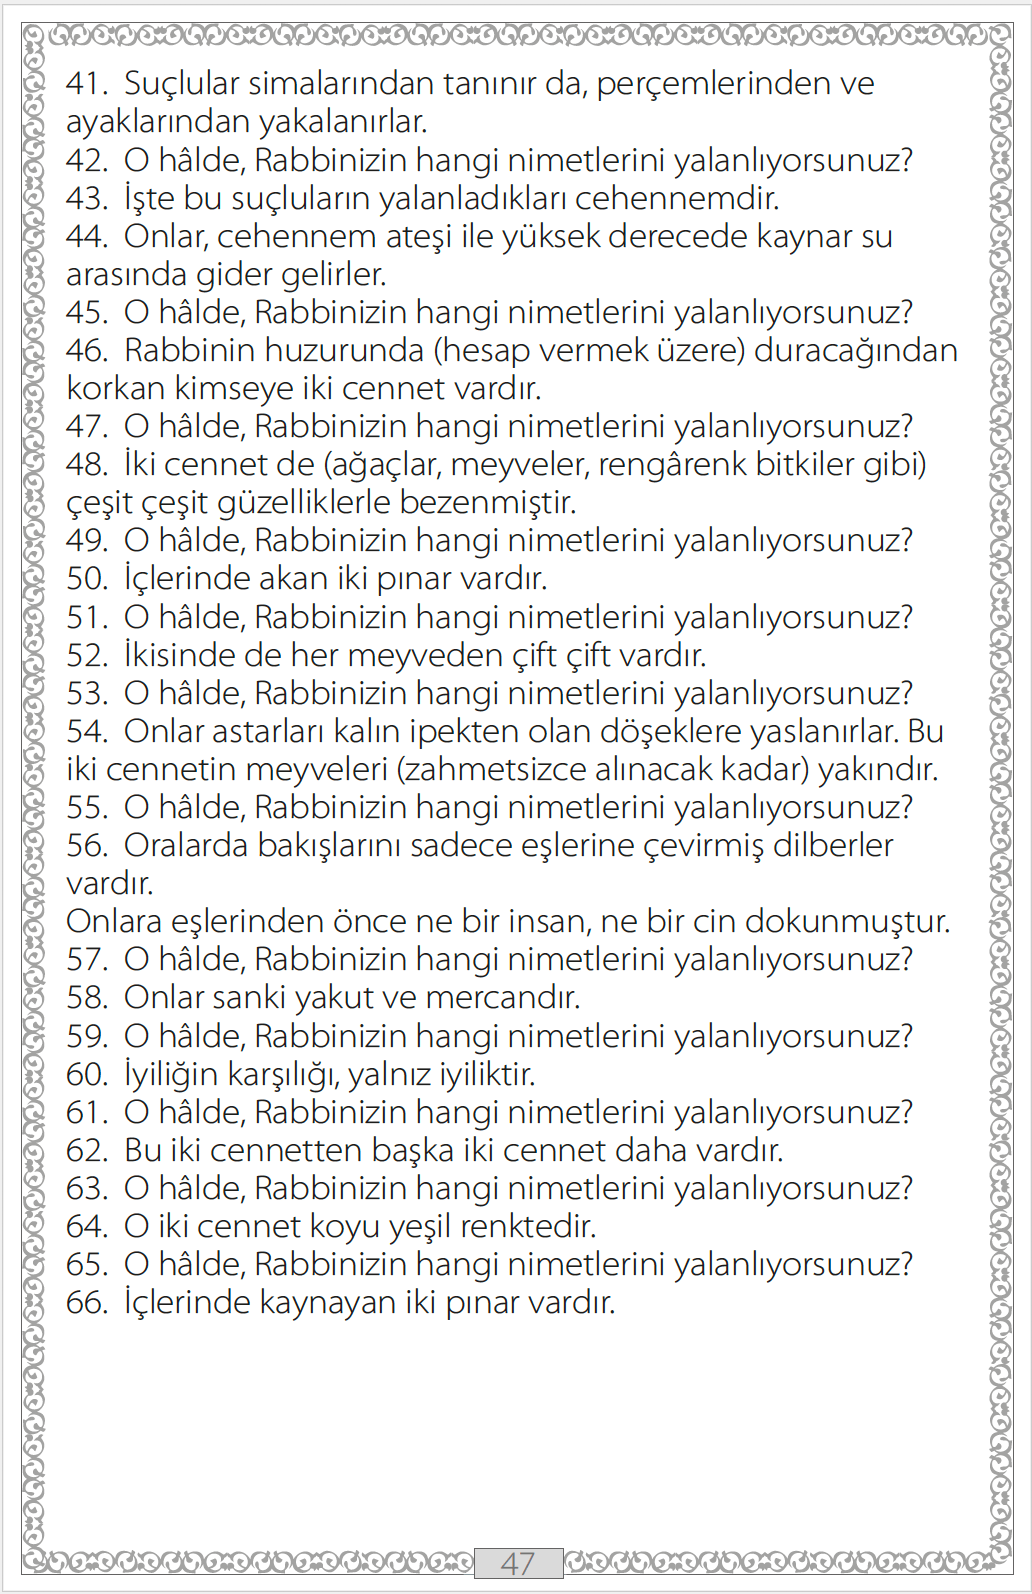 41. Suçlular simalarından tanınır da, perçemlerinden ve
ayaklarından yakalanırlar.
42. O hâlde, Rabbinizin hangi nimetlerini yalanlıyorsunuz?
43. İşte bu suçluların yalanladıkları cehennemdir.
44. Onlar, cehennem ateşi ile yüksek derecede kaynar su
arasında gider gelirler.
45. O hâlde, Rabbinizin hangi nimetlerini yalanlıyorsunuz?
46. Rabbinin huzurunda (hesap vermek üzere) duracağından
korkan kimseye iki cennet vardır.
47. O hâlde, Rabbinizin hangi nimetlerini yalanlıyorsunuz?
48. İki cennet de (ağaçlar, meyveler, rengârenk bitkiler gibi)
çeşit çeşit güzelliklerle bezenmiştir.
49. O hâlde, Rabbinizin hangi nimetlerini yalanlıyorsunuz?
50. İçlerinde akan iki pınar vardır.
51. O hâlde, Rabbinizin hangi nimetlerini yalanlıyorsunuz?
52. İkisinde de her meyveden çift çift vardır.
53. O hâlde, Rabbinizin hangi nimetlerini yalanlıyorsunuz?
54. Onlar astarları kalın ipekten olan döşeklere yaslanırlar. Bu
iki cennetin meyveleri (zahmetsizce alınacak kadar) yakındır.
55. O hâlde, Rabbinizin hangi nimetlerini yalanlıyorsunuz?
56. Oralarda bakışlarını sadece eşlerine çevirmiş dilberler
vardır.
Onlara eşlerinden önce ne bir insan, ne bir cin dokunmuştur.
57. O hâlde, Rabbinizin hangi nimetlerini yalanlıyorsunuz?
58. Onlar sanki yakut ve mercandır.
59. O hâlde, Rabbinizin hangi nimetlerini yalanlıyorsunuz?
60. İyiliğin karşılığı, yalnız iyiliktir.
61. O hâlde, Rabbinizin hangi nimetlerini yalanlıyorsunuz?
62. Bu iki cennetten başka iki cennet daha vardır.
63. O hâlde, Rabbinizin hangi nimetlerini yalanlıyorsunuz?
64. O iki cennet koyu yeşil renktedir.
65. O hâlde, Rabbinizin hangi nimetlerini yalanlıyorsunuz?
66. İçlerinde kaynayan iki pınar vardır.
47